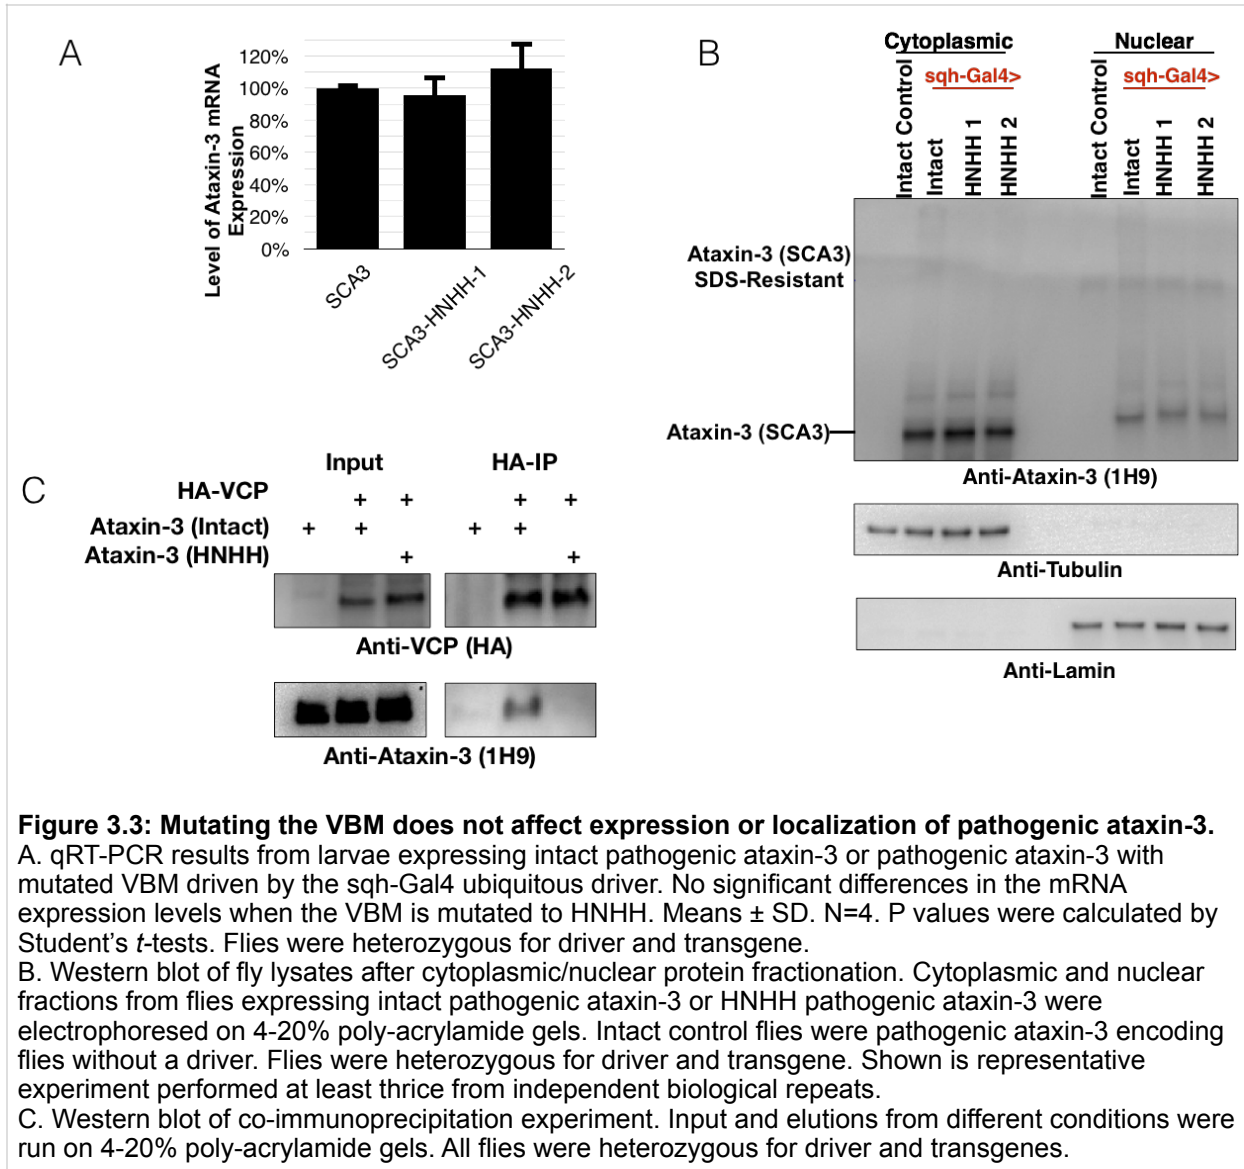 A
Level of Ataxin-3 mRNA
Expression
120%
100%
80%
60%
40%
20%
0%
SCA3
SCA3-HNHH-1
SCA3-HNHH-2
B
Cytoplasmic
Nuclear
sqh-Gal4>
sqh-Gal4>
Intact Control
Intact
HNHH 1
HNHH 2
Intact Control
Intact
HNHH 1
HNHH 2
Ataxin-3 (SCA3)
SDS-Resistant
Ataxin-3 (SCA3)
Anti-Ataxin-3 (1H9)
Anti-Tubulin
Anti-Lamin
C
Input
HA-IP
HA-VCP + + + +
Ataxin-3 (Intact) + + + +
Ataxin-3 (HNHH) + +
Anti-VCP (HA)
Anti-Ataxin-3 (1H9)
Figure 3.3: Mutating the VBM does not affect expression or localization of pathogenic ataxin-3.
A. qRT-PCR results from larvae expressing intact pathogenic ataxin-3 or pathogenic ataxin-3 with
mutated VBM driven by the sqh-Gal4 ubiquitous driver. No significant differences in the mRNA
expression levels when the VBM is mutated to HNHH. Means ± SD. N=4. P values were calculated by
Student's t-tests. Flies were heterozygous for driver and transgene.
B. Western blot of fly lysates after cytoplasmic/nuclear protein fractionation. Cytoplasmic and nuclear
fractions from flies expressing intact pathogenic ataxin-3 or HNHH pathogenic ataxin-3 were
electrophoresed on 4-20% poly-acrylamide gels. Intact control flies were pathogenic ataxin-3 encoding
flies without a driver. Flies were heterozygous for driver and transgene. Shown is representative
experiment performed at least thrice from independent biological repeats.
C. Western blot of co-immunoprecipitation experiment. Input and elutions from different conditions were
run on 4-20% poly-acrylamide gels. All flies were heterozygous for driver and transgenes.